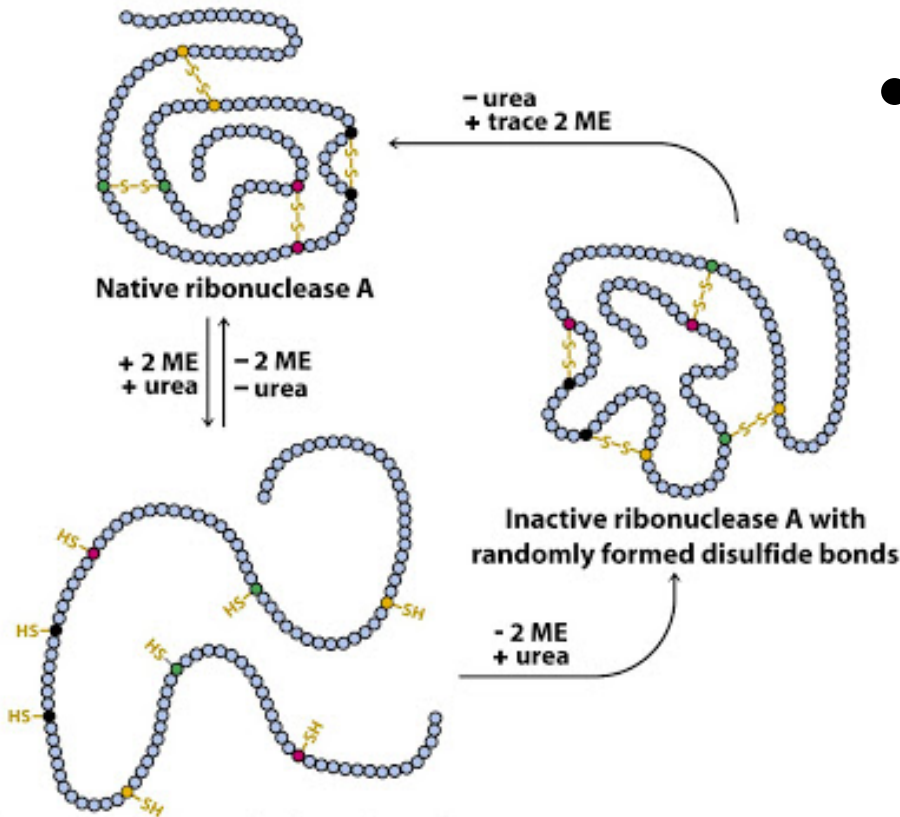 S-S
− urea
+ trace 2 ME
S-S
-S-S-
S-S
Native ribonuclease A
S-S
+ 2 ME
+ urea
− 2 ME
− urea
S
S-S
-S-S-
Inactive ribonuclease A with
randomly formed disulfide bonds
HS
HS
SH
HS
- 2 ME
+ urea
HS
HS
SH
SH